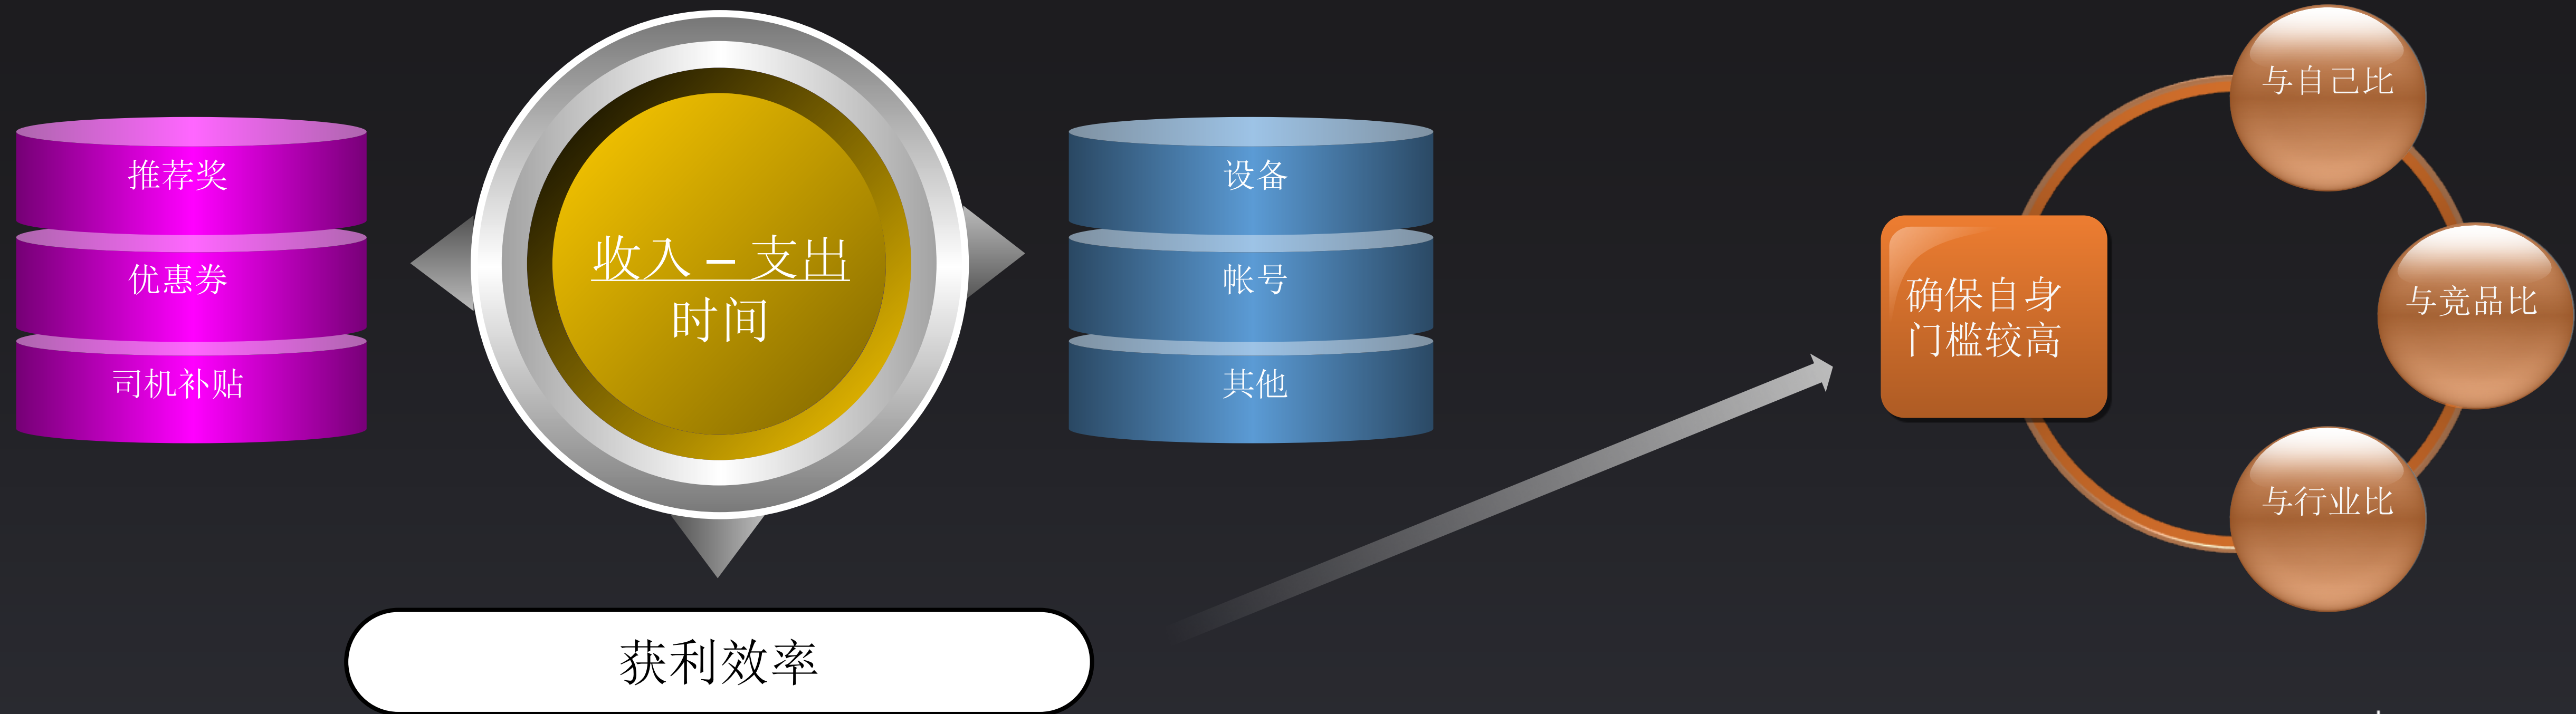 推荐奖
优惠券
司机补贴
收入 – 支出
时间
设备
帐号
其他
获利效率
确保自身
门槛较高
与自己比
与竞品比
与行业比